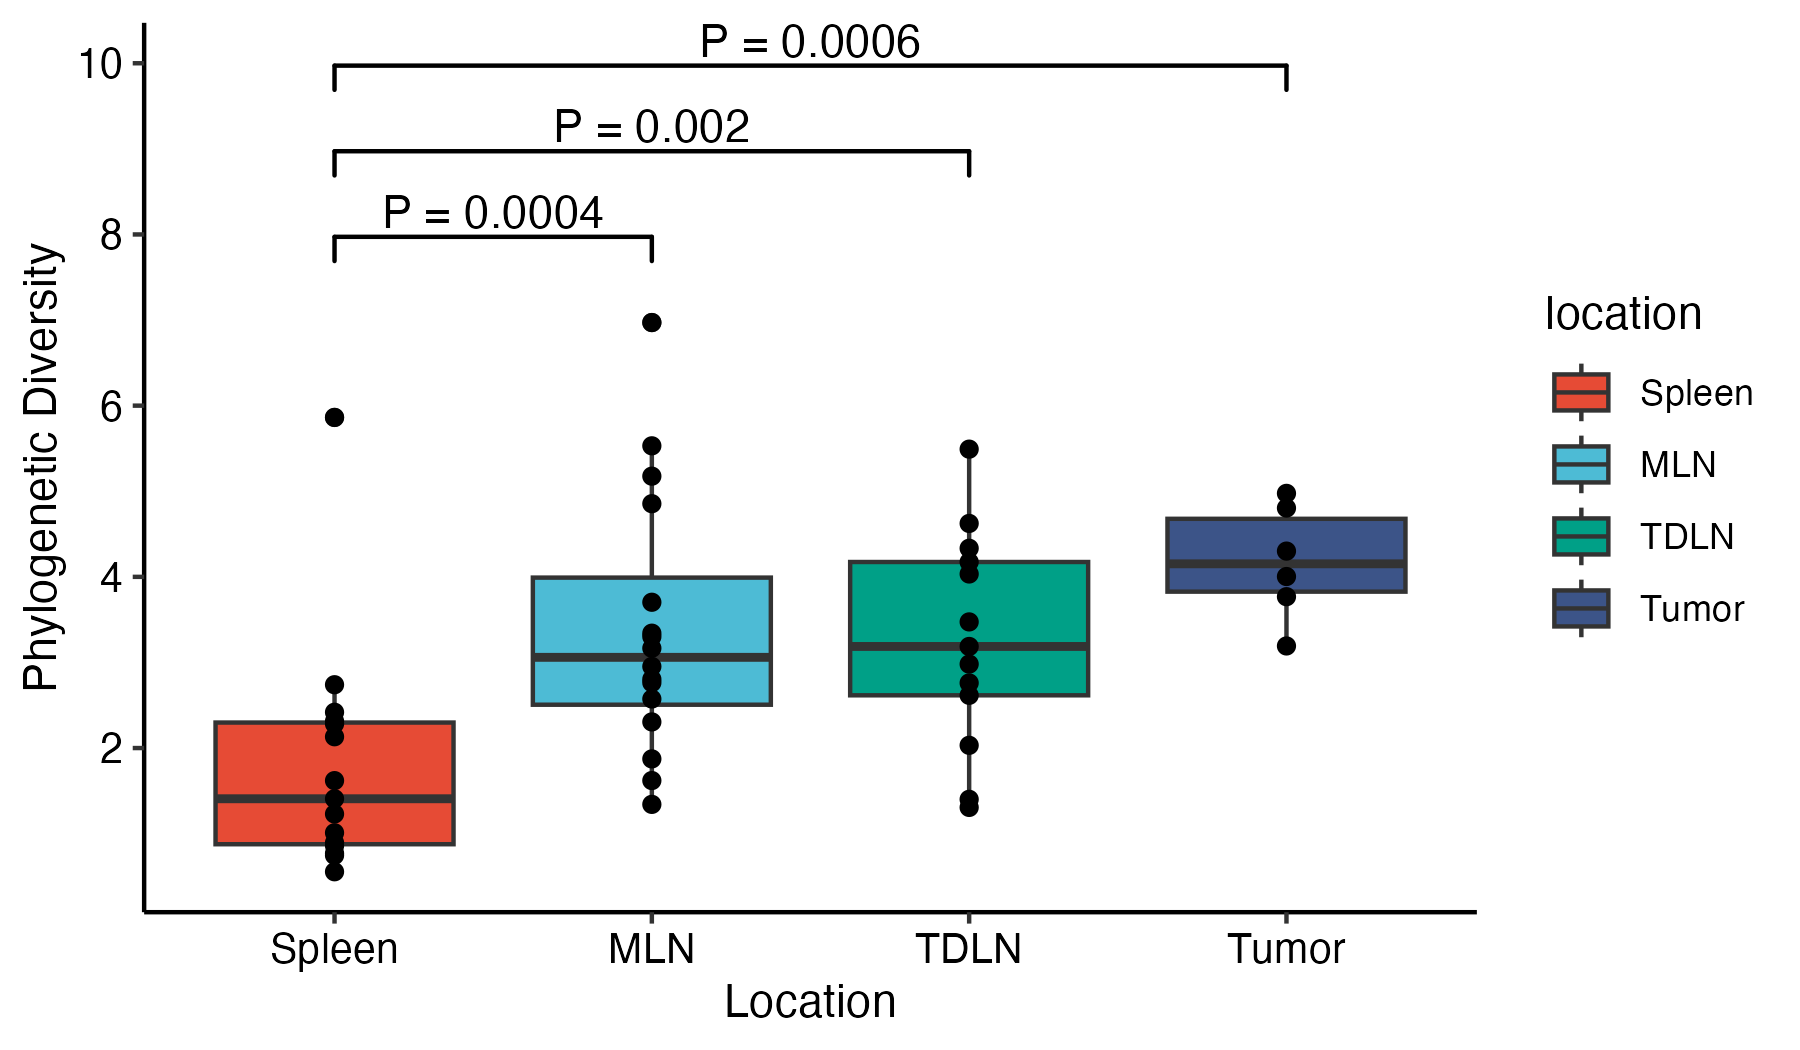 P = 0.0006
P = 0.002
P = 0.0004
10
8
6
4
2
Phylogenetic Diversity
Spleen MLN TDLN Tumor
Location
location
Spleen
MLN
TDLN
Tumor